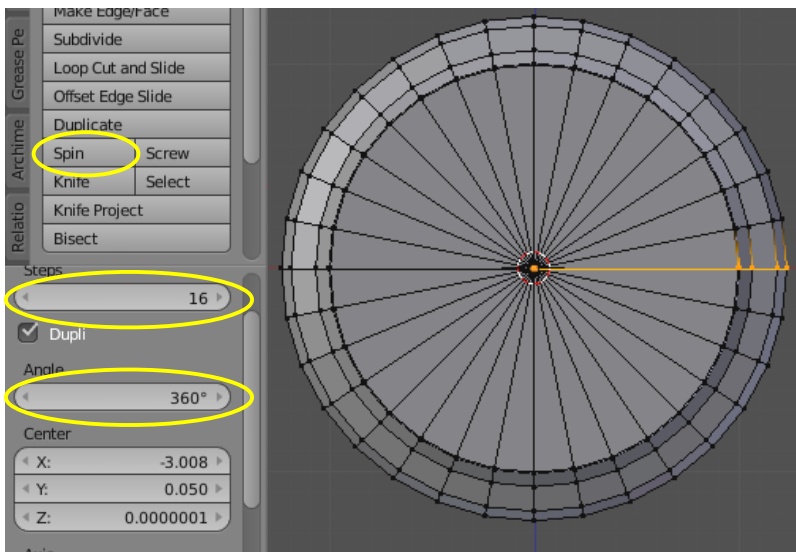 Make Edge/Face
Subdivide
Loop Cut and Slide
Offset Edge Slide
Duplicate
Spin Screw
Knife Select
Knife Project
Bisect
Grease Pe
Archime
Relatio
Steps
16
Dupli
Angle
360°
Center
X: -3.008
Y: 0.050
Z: 0.0000001